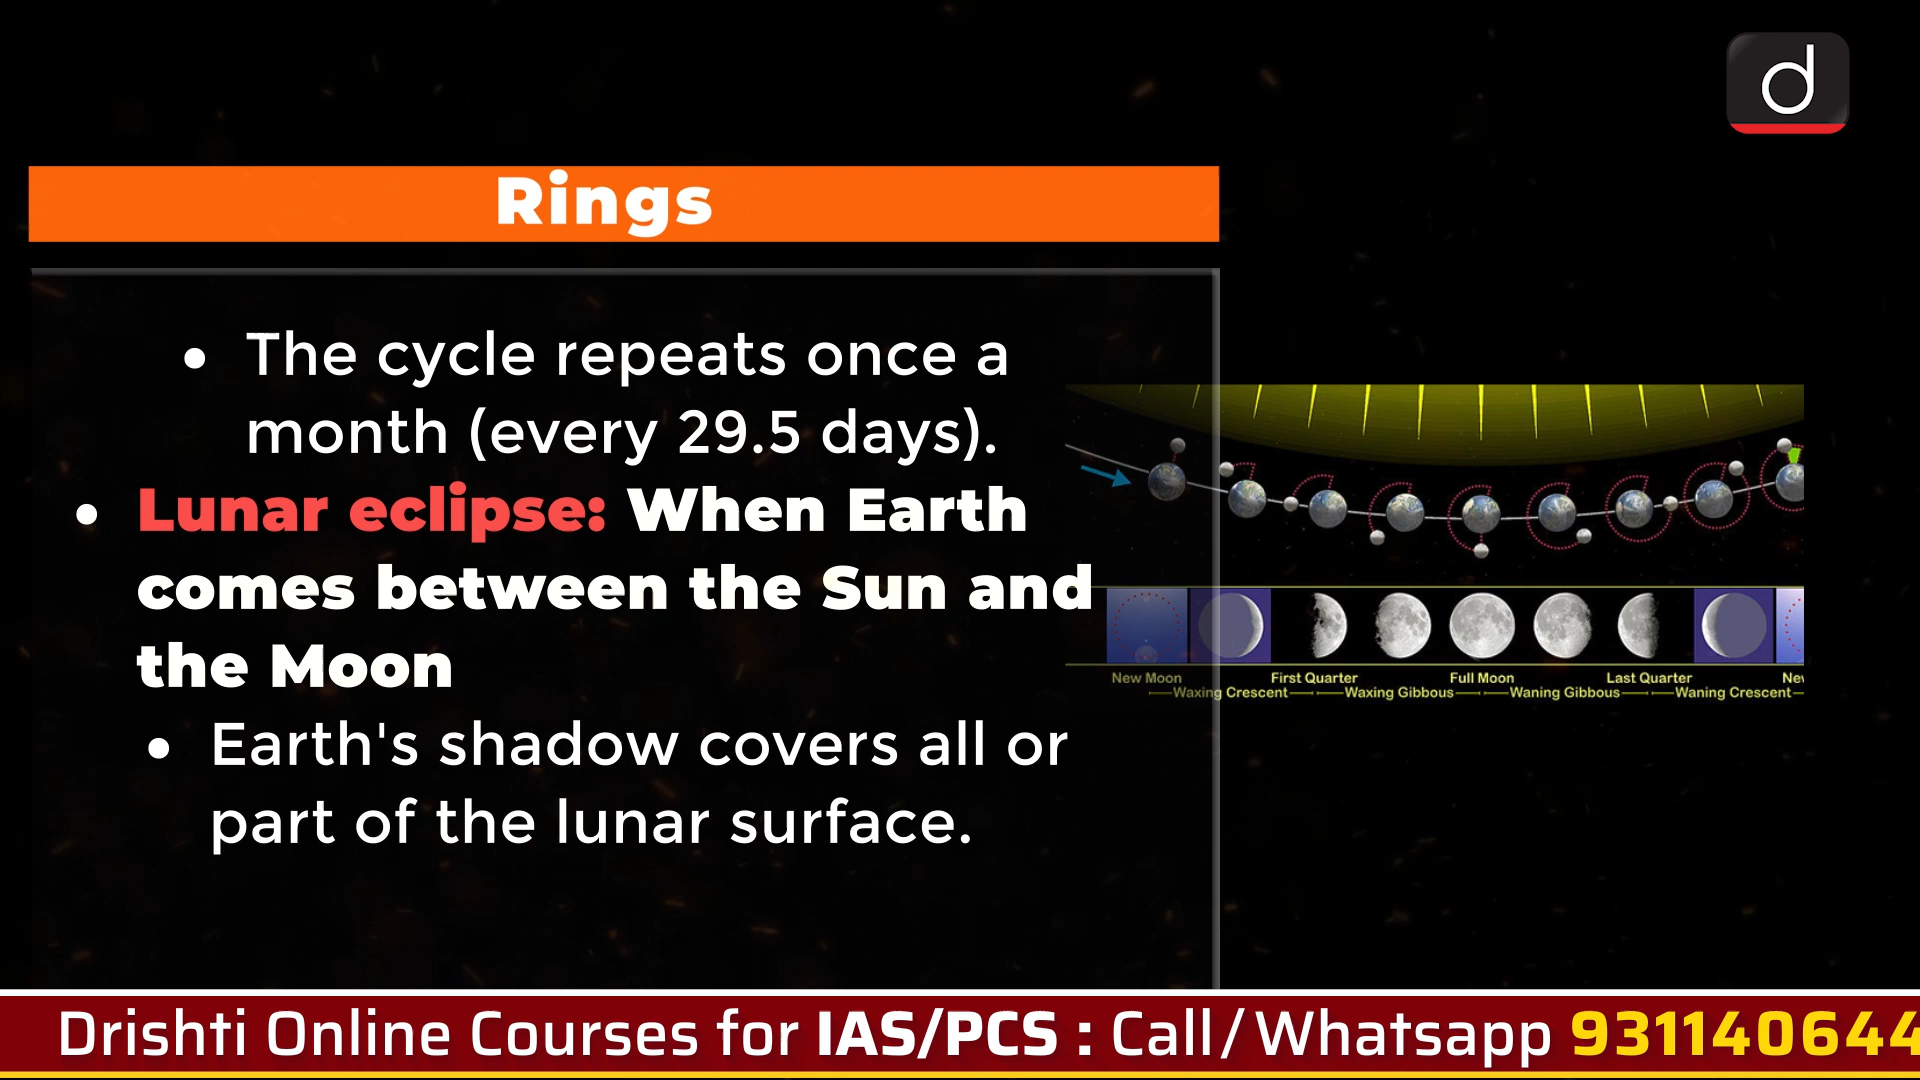 d
Rings
• The cycle repeats once a
month (every 29.5 days).
• Lunar eclipse: When Earth
comes between the Sun and
the Moon
• Earth's shadow covers all or
part of the lunar surface.
New Moon First Quarter Full Moon Last Quarter
Waxing Crescent Waxing Gibbous Waning Gibbous Waning Crescent
Drishti Online Courses for IAS/PCS : Call/Whatsapp 931140644